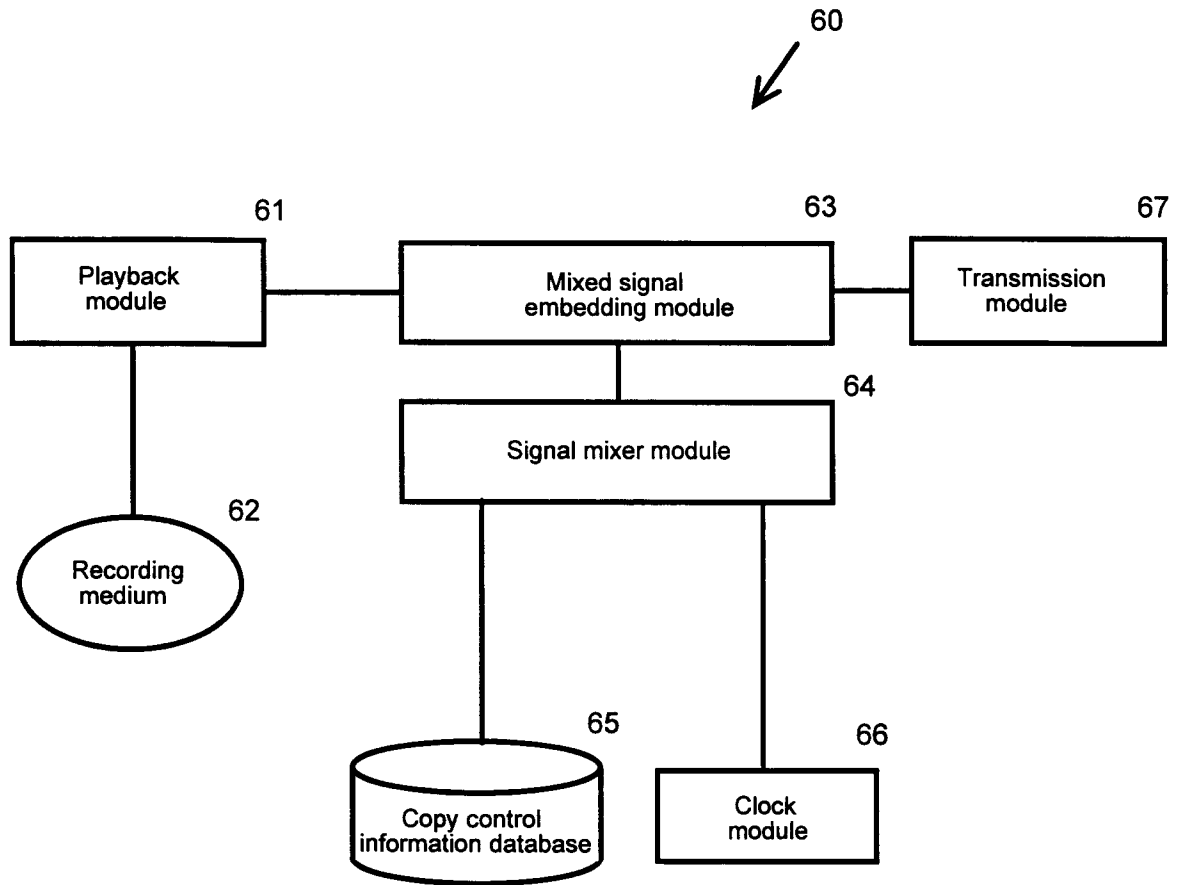 60
61
63
67
Playback
module
Mixed signal
embedding module
Transmission
module
64
Signal mixer module
62
Recording
medium
65
66
Copy control
information database
Clock
module